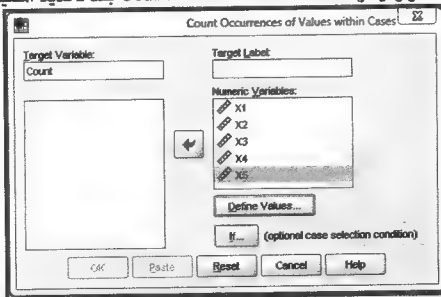 Count Occurrences of Values within Cases
Target Variable:
Count
Target Label:
Numeric Variables:
X1
X2
X3
X4
X5
Define Values...
If... (optional case selection condition)
OK Paste Reset Cancel Help